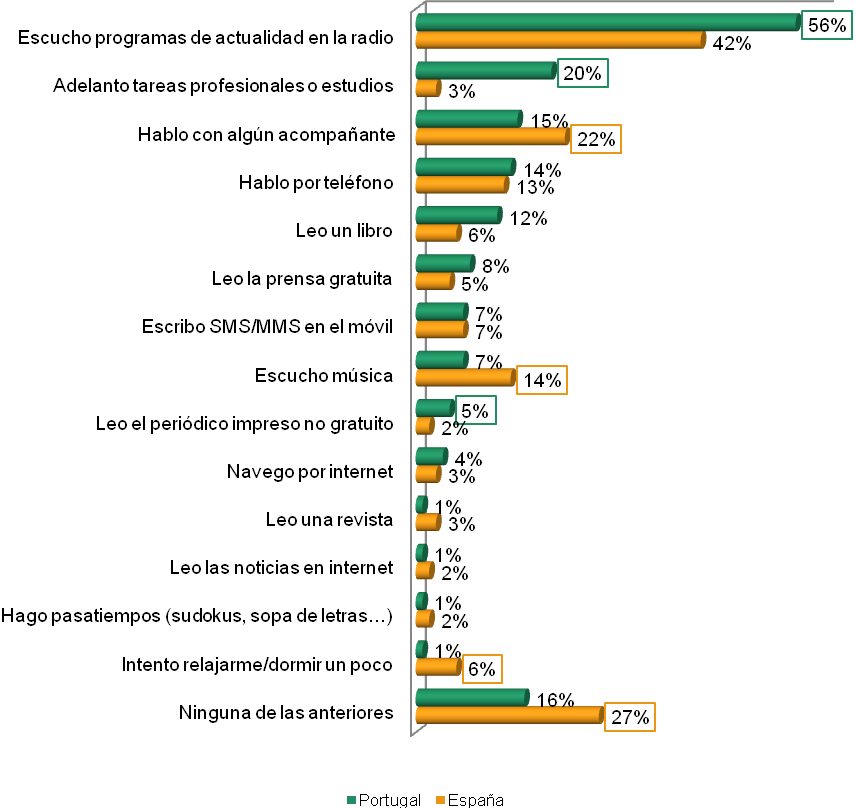 Escucho programas de actualidad en la radio
56%
42%
Adelanto tareas profesionales o estudios
20%
3%
Hablo con algún acompañante
15%
22%
Hablo por teléfono
14%
13%
Leo un libro
12%
6%
Leo la prensa gratuita
8%
5%
Escribo SMS/MMS en el móvil
7%
7%
Escucho música
7%
14%
Leo el periódico impreso no gratuito
5%
2%
Navego por internet
4%
3%
Leo una revista
1%
3%
Leo las noticias en internet
1%
2%
Hago pasatiempos (sudokus, sopa de letras…)
1%
2%
Intento relajarme/dormir un poco
1%
6%
Ninguna de las anteriores
16%
27%
Portugal España